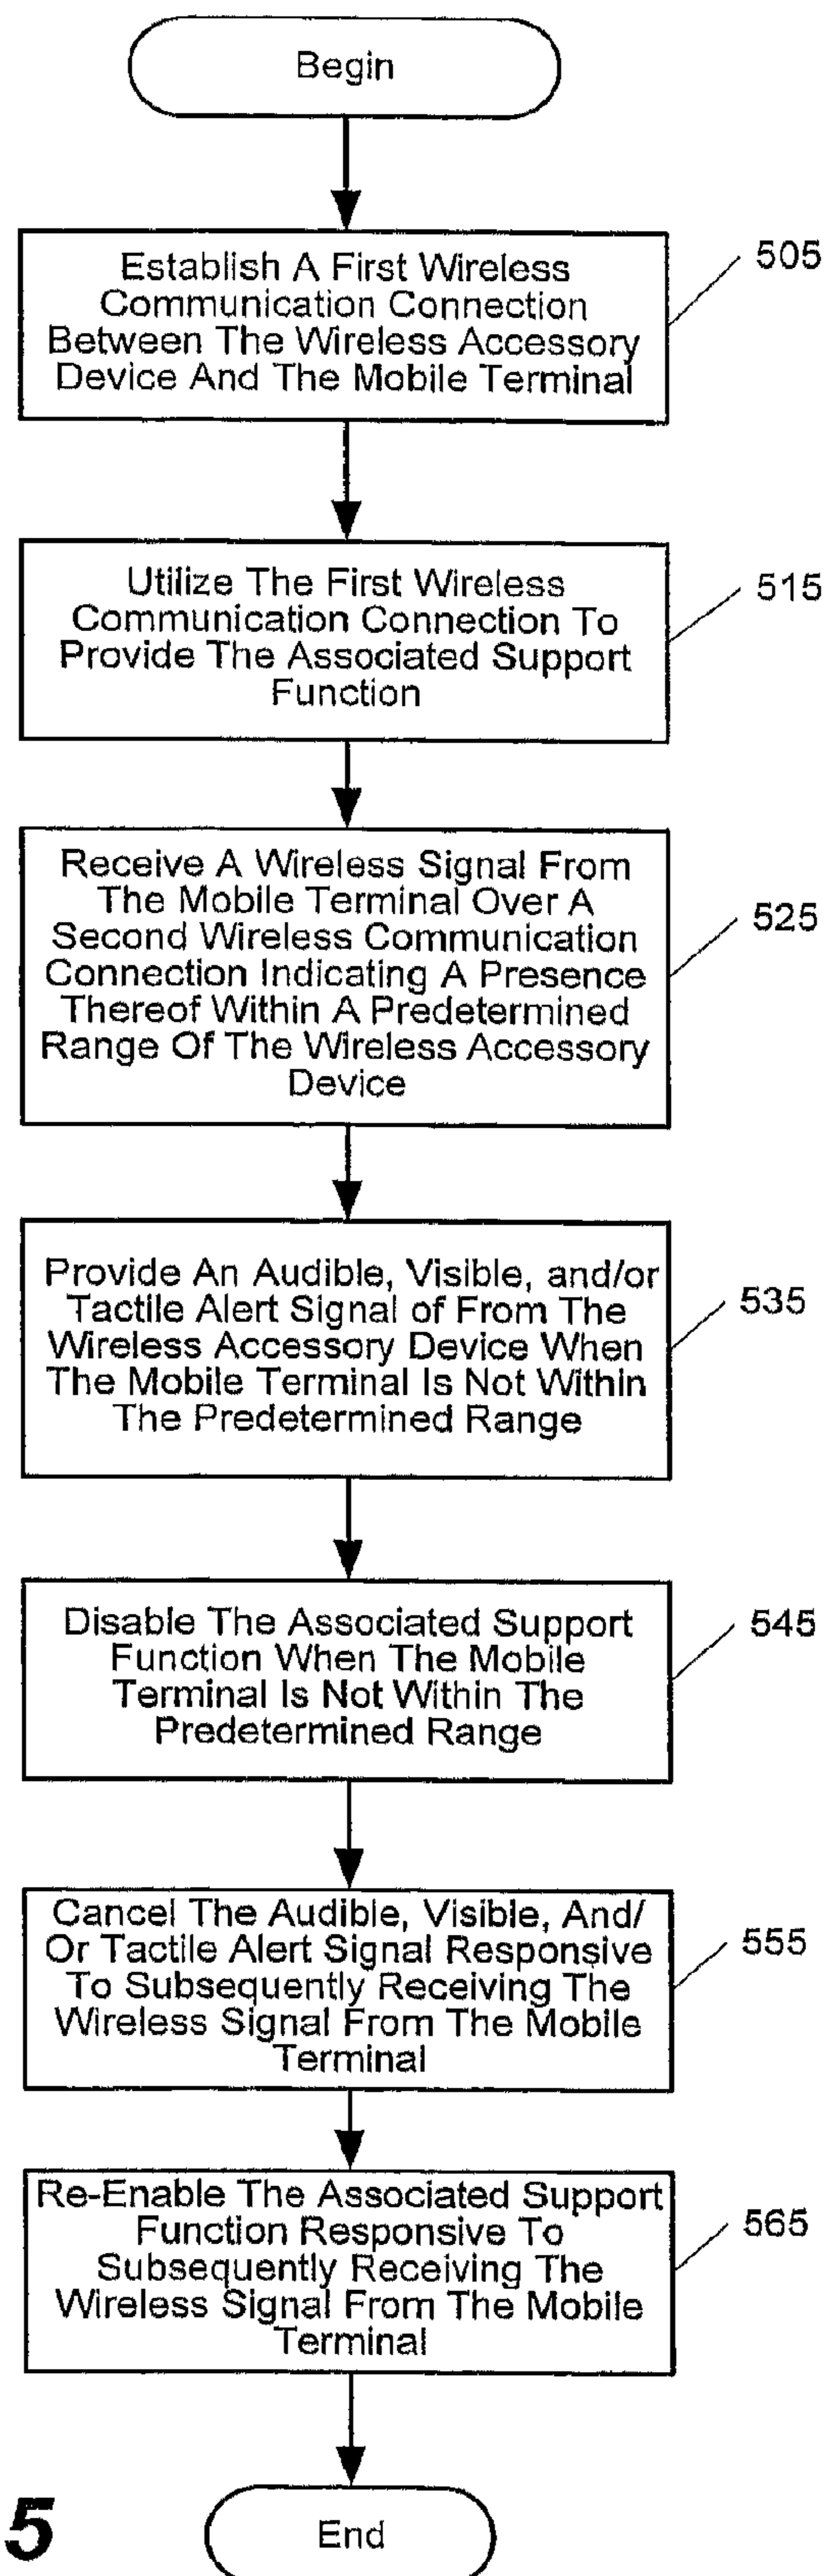 Begin
Establish A First Wireless
Communication Connection
Between The Wireless Accessory
Device And The Mobile Terminal
505
Utilize The First Wireless
Communication Connection To
Provide The Associated Support
Function
515
Receive A Wireless Signal From
The Mobile Terminal Over A
Second Wireless Communication
Connection Indicating A Presence
Thereof Within A Predetermined
Range Of The Wireless Accessory
Device
525
Provide An Audible, Visible, and/or
Tactile Alert Signal of From The
Wireless Accessory Device When
The Mobile Terminal Is Not Within
The Predetermined Range
535
Disable The Associated Support
Function When The Mobile
Terminal Is Not Within The
Predetermined Range
545
Cancel The Audible, Visible, And/
Or Tactile Alert Signal Responsive
To Subsequently Receiving The
Wireless Signal From The Mobile
Terminal
555
Re-Enable The Associated Support
Function Responsive To
Subsequently Receiving The
Wireless Signal From The Mobile
Terminal
565
End
5